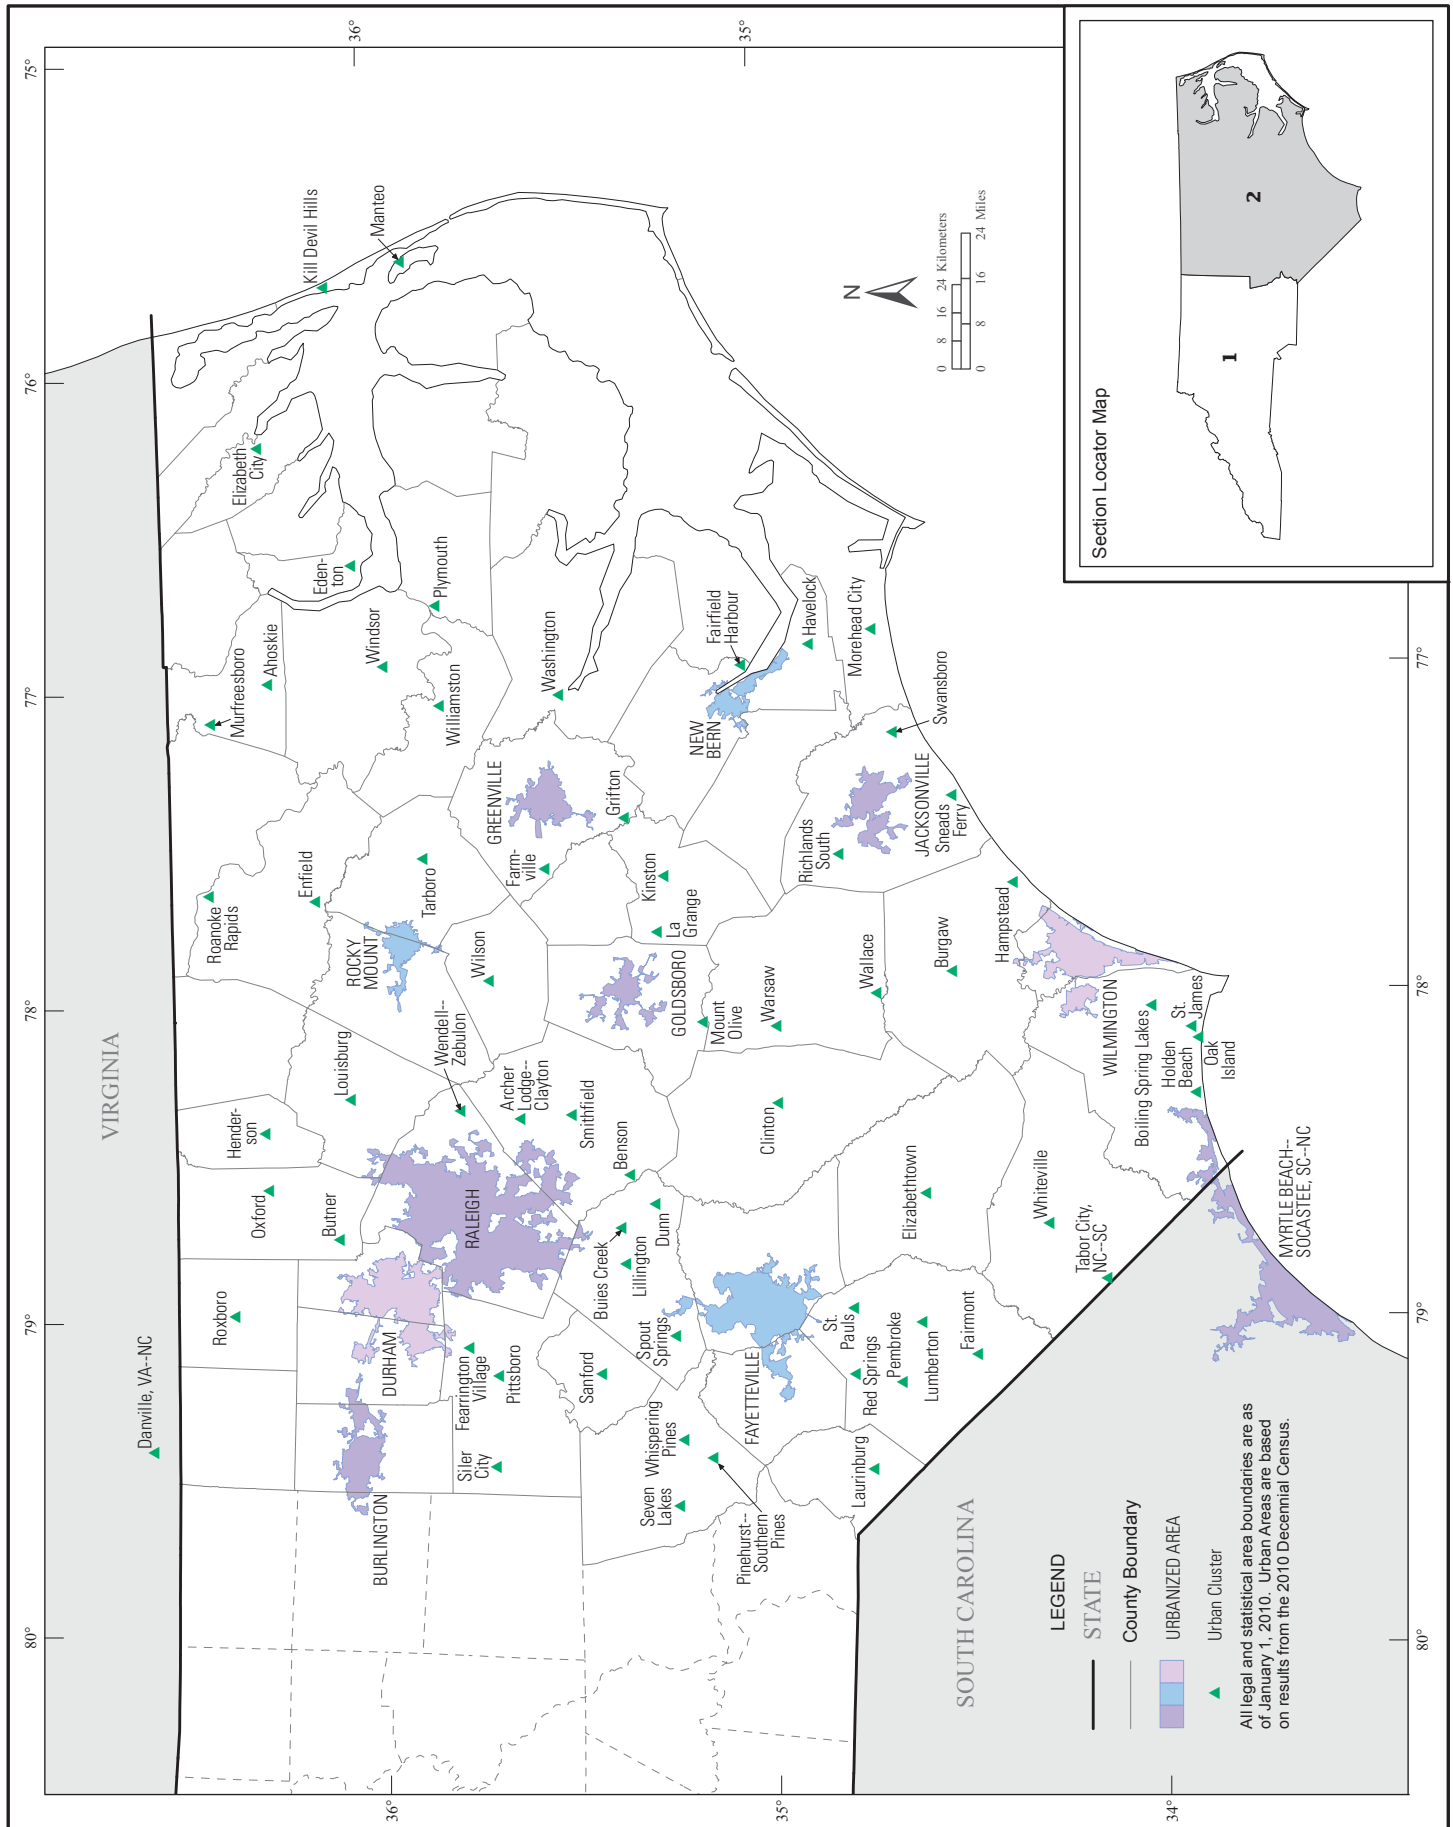 80°
79°
78°
77°
76°
75°
VIRGINIA
Danville, VA--NC
Roxboro
Oxford
Hender-
son
Butner
Louisburg
Roanoke
Rapids
Enfield
Murfreesboro
Ahoskie
Windsor
Eden-
ton
Elizabeth
City
Kill Devil Hills
Manteo
Plymouth
Williamston
Tarboro
ROCKY
MOUNT
Wilson
Wendell--
Zebulon
BURLINGTON
DURHAM
RALEIGH
Fearrington
Village
Pittsboro
Siler
City
Archer
Lodge--
Clayton
Smithfield
Benson
GREENVILLE
Farm-
ville
Grifton
Washington
36°
36°
Sanford
Buies Creek
Lillington
Dunn
Spout
Springs
Whispering
Pines
Seven
Lakes
Pinehurst--
Southern
Pines
GOLDSBORO
La
Grange
Kinston
Mount
Olive
Warsaw
Clinton
NEW
BERN
Fairfield
Harbour
Havelock
Morehead City
Swansboro
Richlands
South
JACKSONVILLE
Sneads
Ferry
35°
35°
FAYETTEVILLE
St.
Pauls
Red Springs
Pembroke
Lumberton
Fairmont
Laurinburg
Elizabethtown
Wallace
Burgaw
Hampstead
Whiteville
Tabor City,
NC--SC
WILMINGTON
Boiling Spring Lakes
St.
James
Oak
Island
Holden
Beach
MYRTLE BEACH--
SOCASTEE, SC--NC
SOUTH CAROLINA
34°
N
0 8 16 24 Kilometers
0 8 16 24 Miles
LEGEND
STATE
County Boundary
URBANIZED AREA
Urban Cluster
All legal and statistical area boundaries are as
of January 1, 2010. Urban Areas are based
on results from the 2010 Decennial Census.
80°
79°
78°
77°
Section Locator Map
1
2